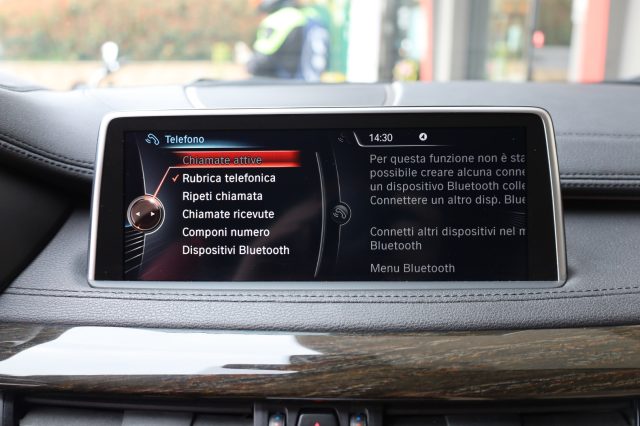 Telefono
Chiamate attive
Rubrica telefonica
Ripeti chiamata
Chiamate ricevute
Componi numero
Dispositivi Bluetooth
14:30
Per questa funzione non è sta
possibile creare alcuna conne
un dispositivo Bluetooth colle
Connettere un altro disp. Blue
Connetti altri dispositivi nel m
Bluetooth
Menu Bluetooth